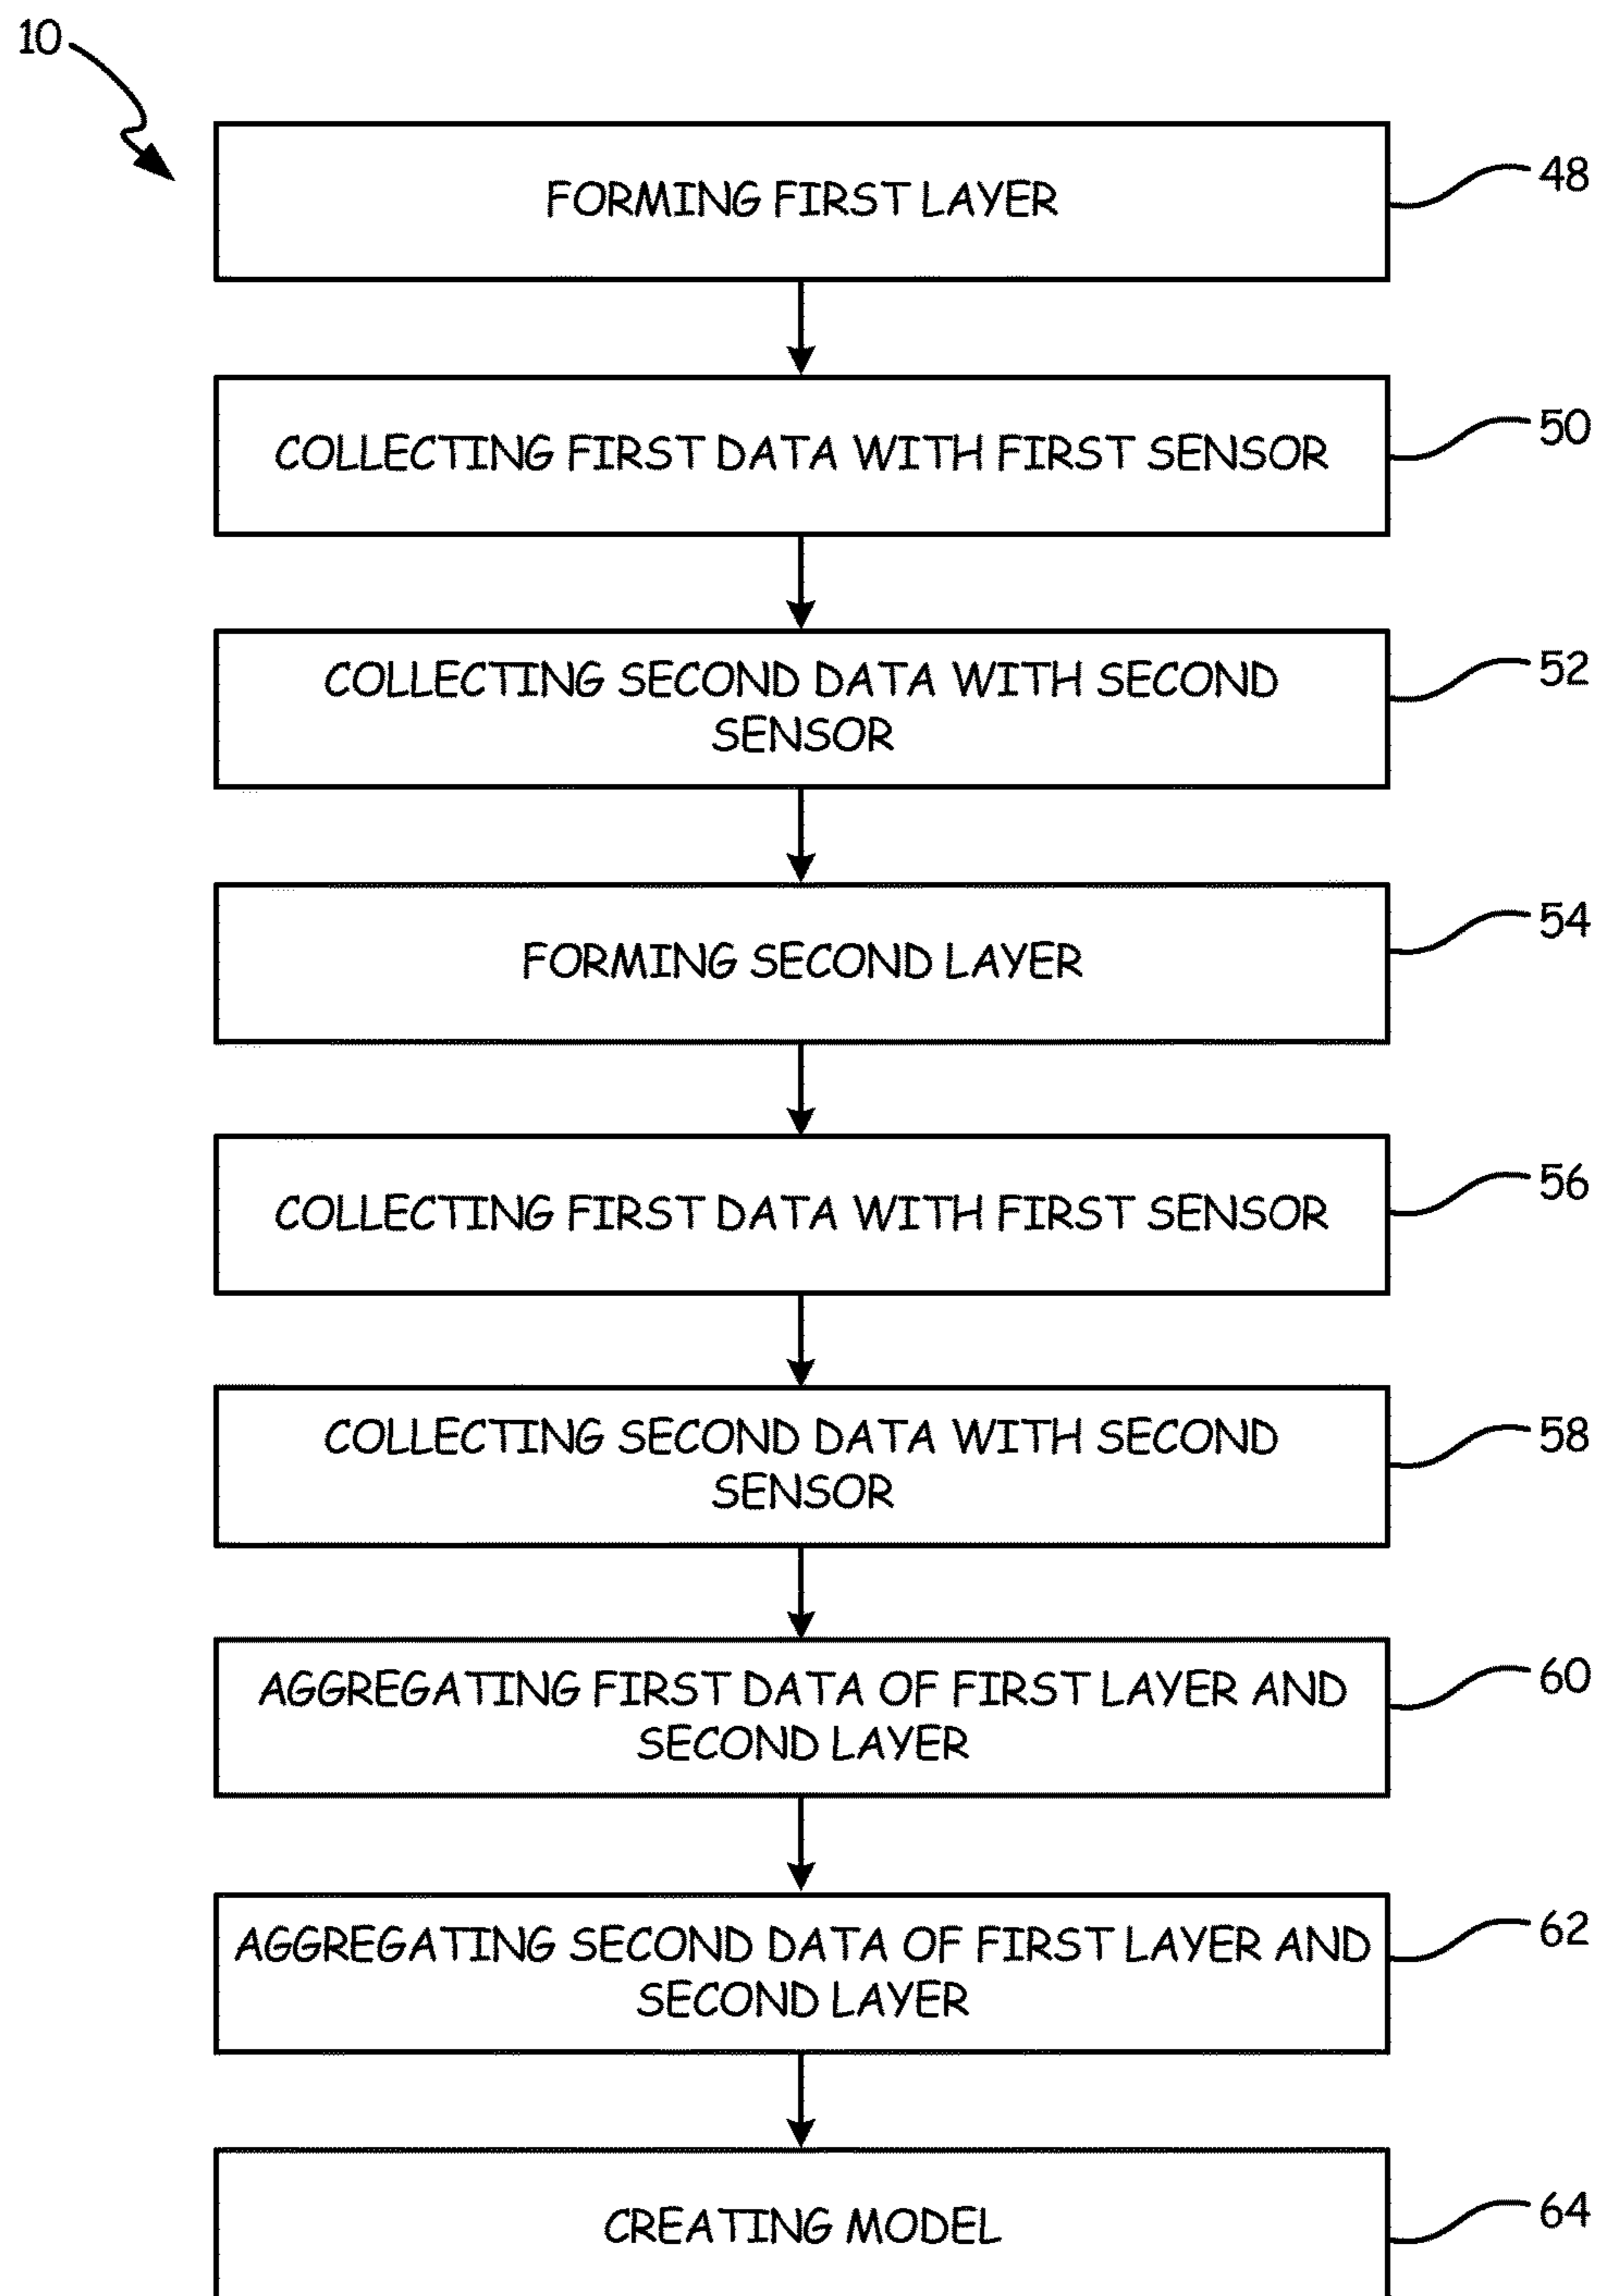 10
FORMING FIRST LAYER
48
COLLECTING FIRST DATA WITH FIRST SENSOR
50
COLLECTING SECOND DATA WITH SECOND
SENSOR
52
FORMING SECOND LAYER
54
COLLECTING FIRST DATA WITH FIRST SENSOR
56
COLLECTING SECOND DATA WITH SECOND
SENSOR
58
AGGREGATING FIRST DATA OF FIRST LAYER AND
SECOND LAYER
60
AGGREGATING SECOND DATA OF FIRST LAYER AND
SECOND LAYER
62
CREATING MODEL
64